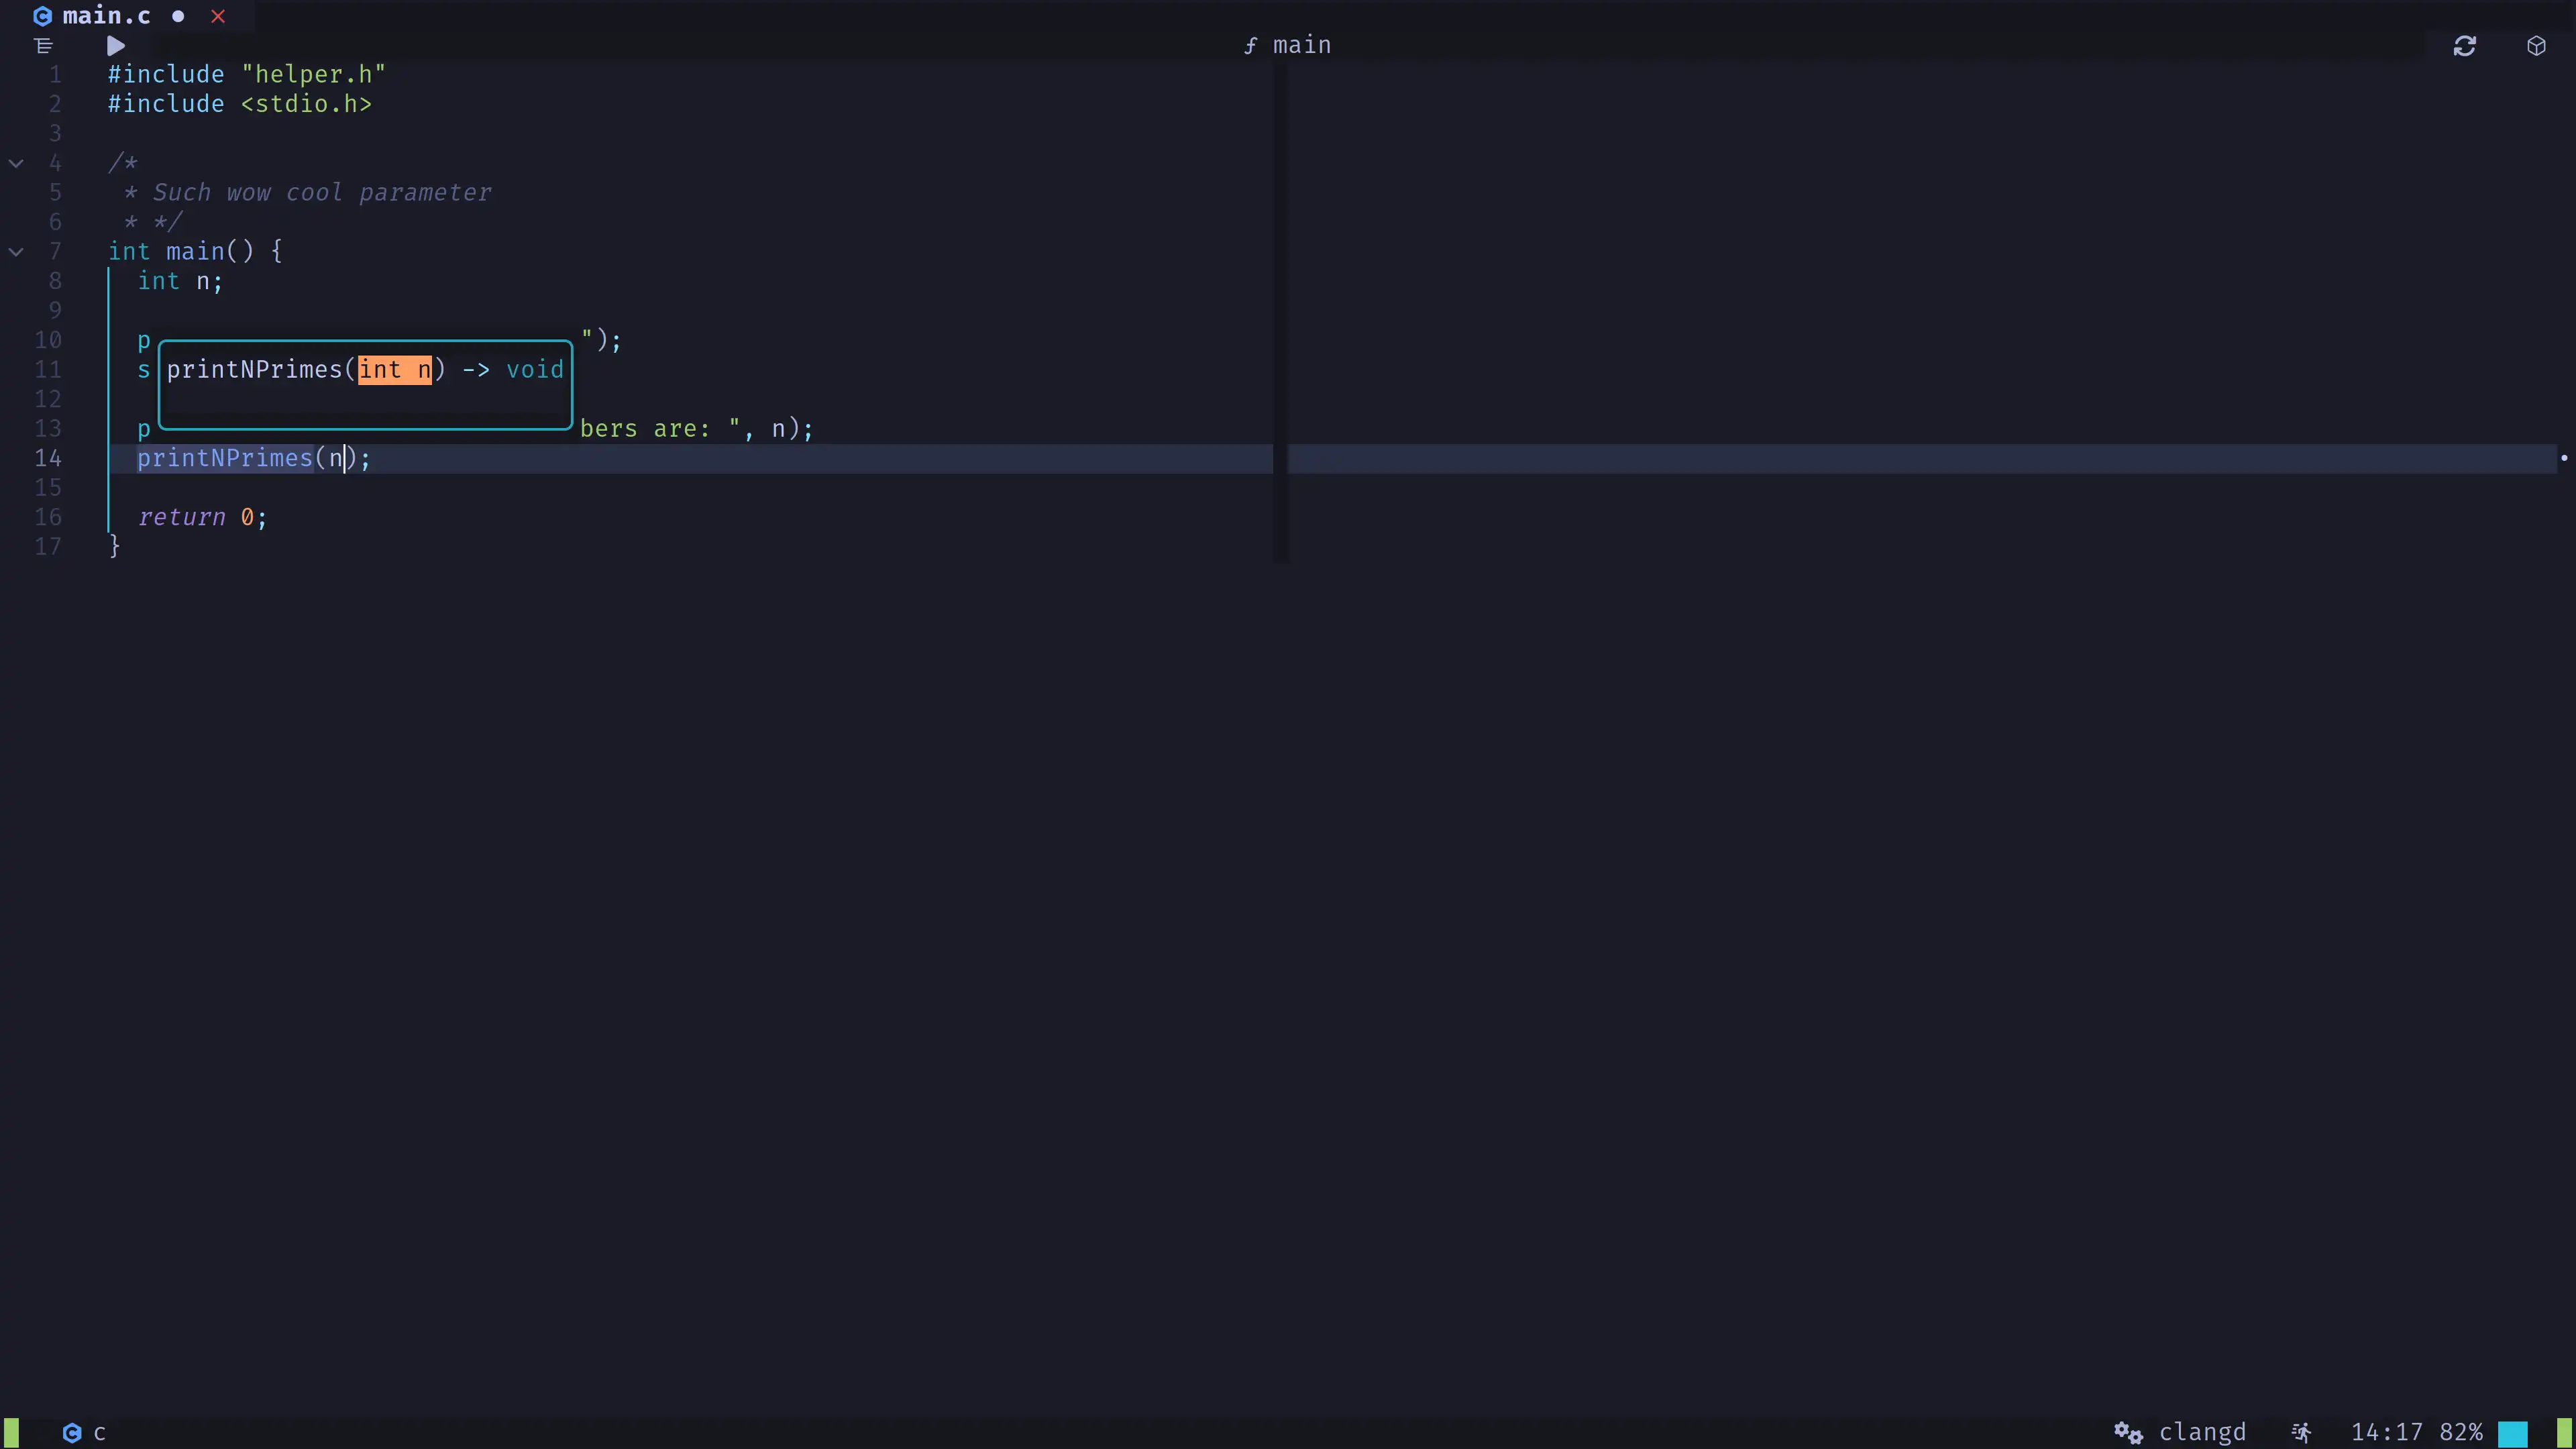 main.c
main
1 #include "helper.h"
2 #include <stdio.h>
3
4 /*
5  * Such wow cool parameter
6  * */
7 int main() {
8   int n;
9
10   p ");
11   s printNPrimes(int n) -> void
12
13   p bers are: ", n);
14   printNPrimes(n);
15
16   return 0;
17 }
c clangd 14:17 82%